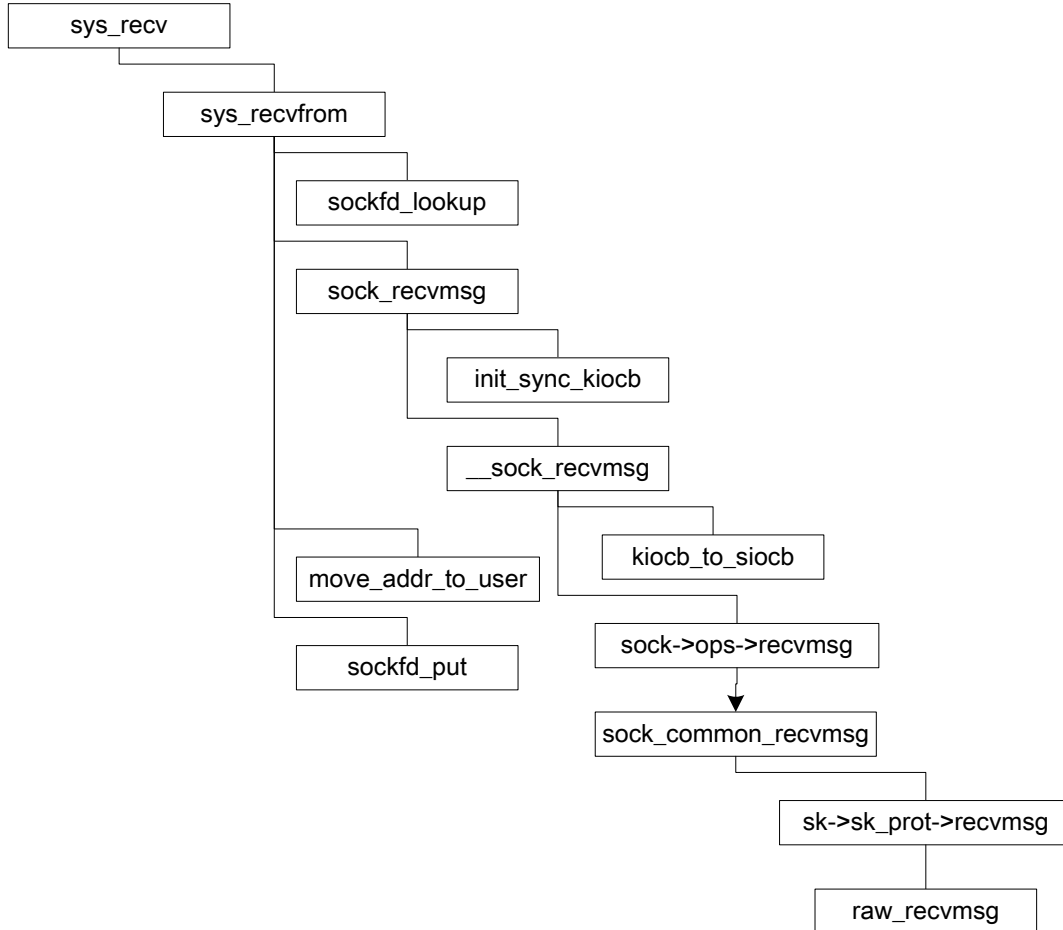 sys_recv
sys_recvfrom
sockfd_lookup
sock_recvmsg
init_sync_kiocb
__sock_recvmsg
kiocb_to_siocb
move_addr_to_user
sock->ops->recvmsg
sockfd_put
sock_common_recvmsg
sk->sk_prot->recvmsg
raw_recvmsg